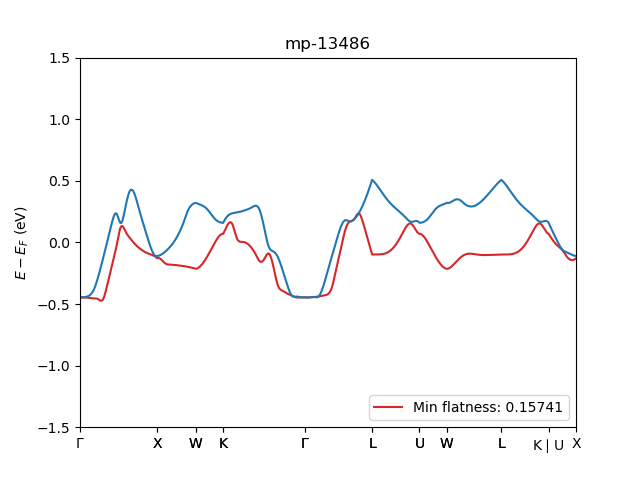 mp-13486
1.5
1.0
0.5
0.0
−0.5
−1.0
−1.5
E − E_F (eV)
Min flatness: 0.15741
Γ X W K Γ L U W L K | U X